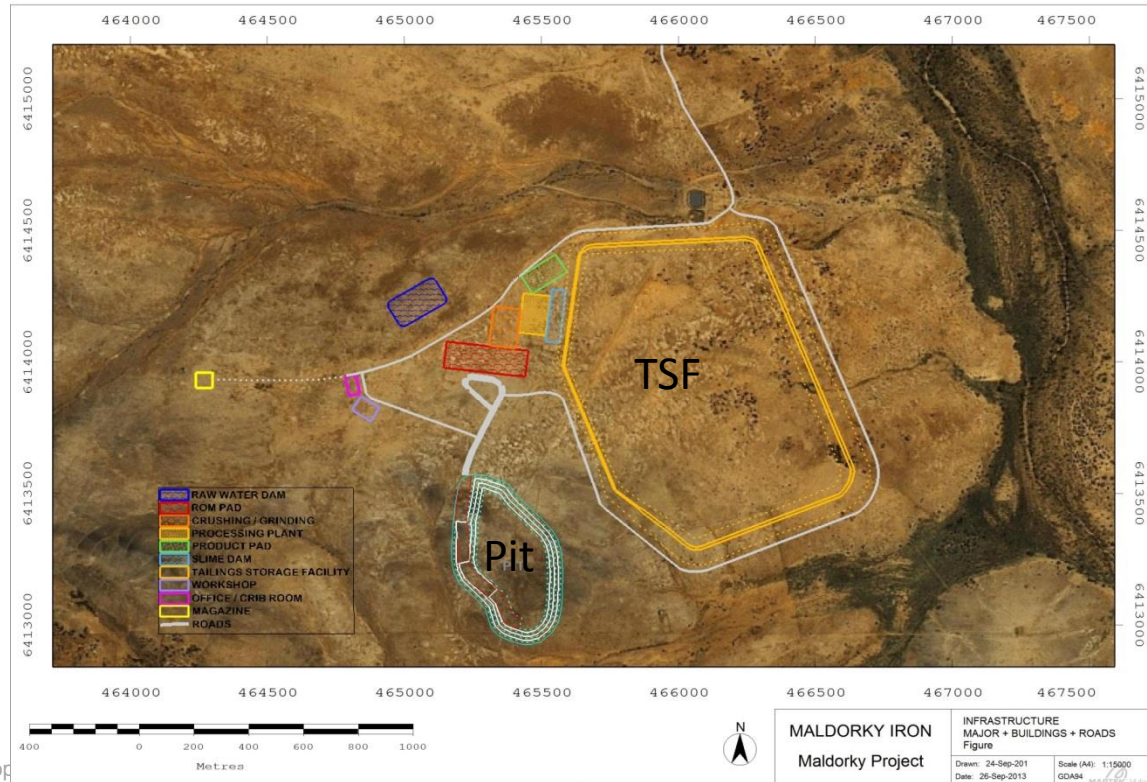 464000 464500 465000 465500 466000 466500 467000 467500
6415000
6414500
6414000
6413500
6413000
6415000
6414500
6414000
6413500
6413000
TSF
Pit
RAW WATER DAM
ROM PAD
CRUSHING / GRINDING
PROCESSING PLANT
PRODUCT PAD
SLIME DAM
TAILINGS STORAGE FACILITY
WORKSHOP
OFFICE / CRIB ROOM
MAGAZINE
ROADS
464000 464500 465000 465500 466000 466500 467000 467500
400 0 200 400 600 800 1000
Metres
N
MALDORKY IRON
Maldorky Project
INFRASTRUCTURE
MAJOR + BUILDINGS + ROADS
Figure
Drawn: 24-Sep-201
Scale (A4): 1:15000
Date: 26-Sep-201
GDA94